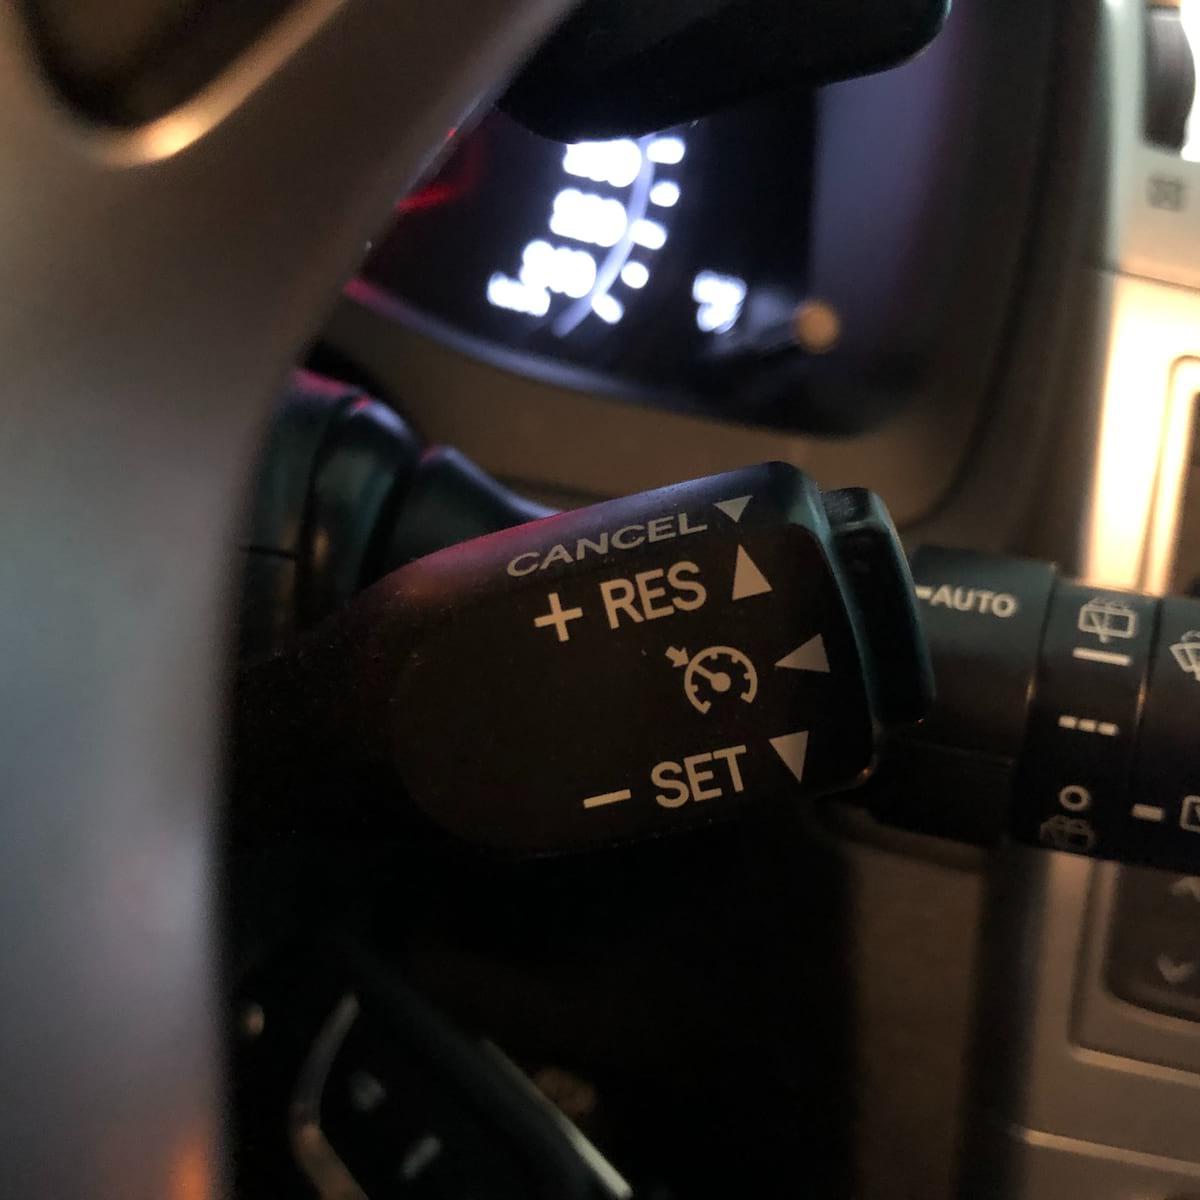 CANCEL
+ RES
- SET
-AUTO